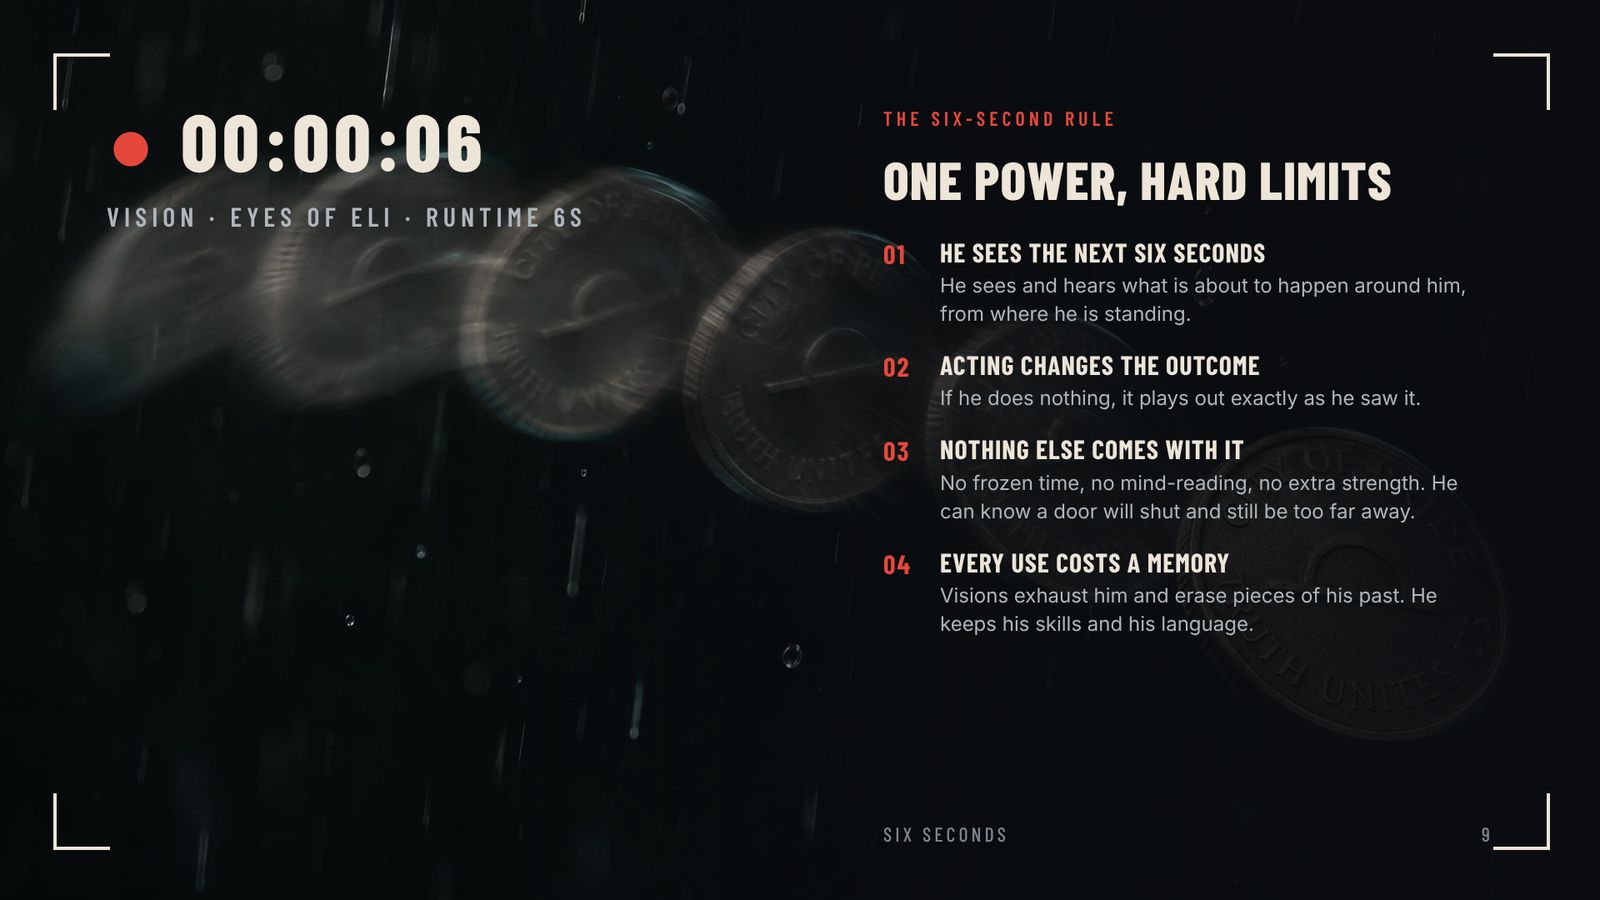 00:00:06
VISION · EYES OF ELI · RUNTIME 6S
THE SIX-SECOND RULE
ONE POWER, HARD LIMITS
01 HE SEES THE NEXT SIX SECONDS
He sees and hears what is about to happen around him,
from where he is standing.
02 ACTING CHANGES THE OUTCOME
If he does nothing, it plays out exactly as he saw it.
03 NOTHING ELSE COMES WITH IT
No frozen time, no mind-reading, no extra strength. He
can know a door will shut and still be too far away.
04 EVERY USE COSTS A MEMORY
Visions exhaust him and erase pieces of his past. He
keeps his skills and his language.
CITY OF
TRUTH UNITES US
SIX SECONDS
9